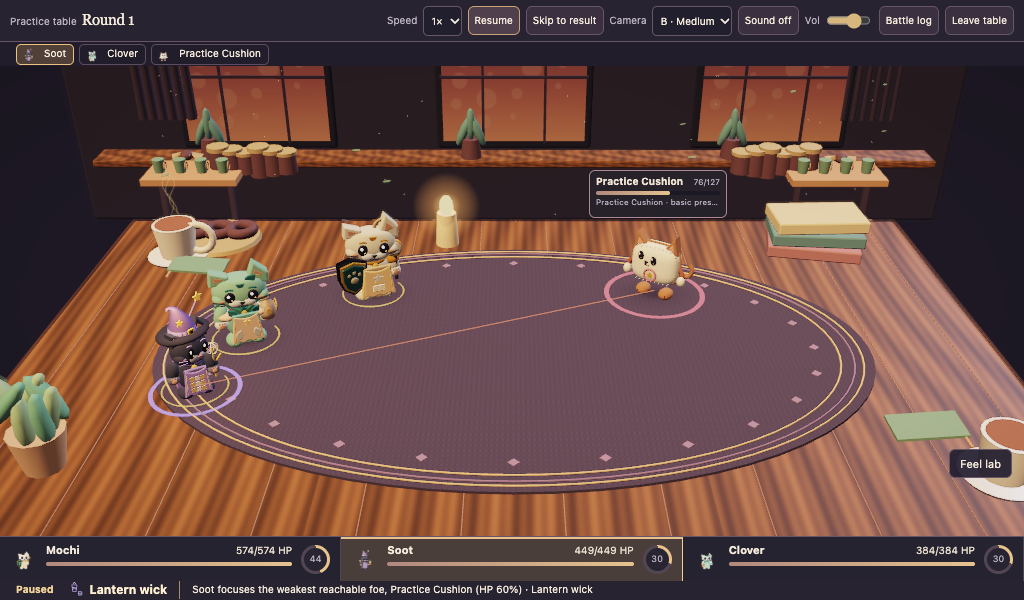 Practice table Round 1
Speed 1x Resume Skip to result Camera B · Medium Sound off Vol Battle log Leave table
Soot Clover Practice Cushion
Practice Cushion 76/127
Practice Cushion · basic pres...
Feel lab
Mochi 574/574 HP 44
Soot 449/449 HP 30
Clover 384/384 HP 30
Paused Lantern wick Soot focuses the weakest reachable foe, Practice Cushion (HP 60%) · Lantern wick